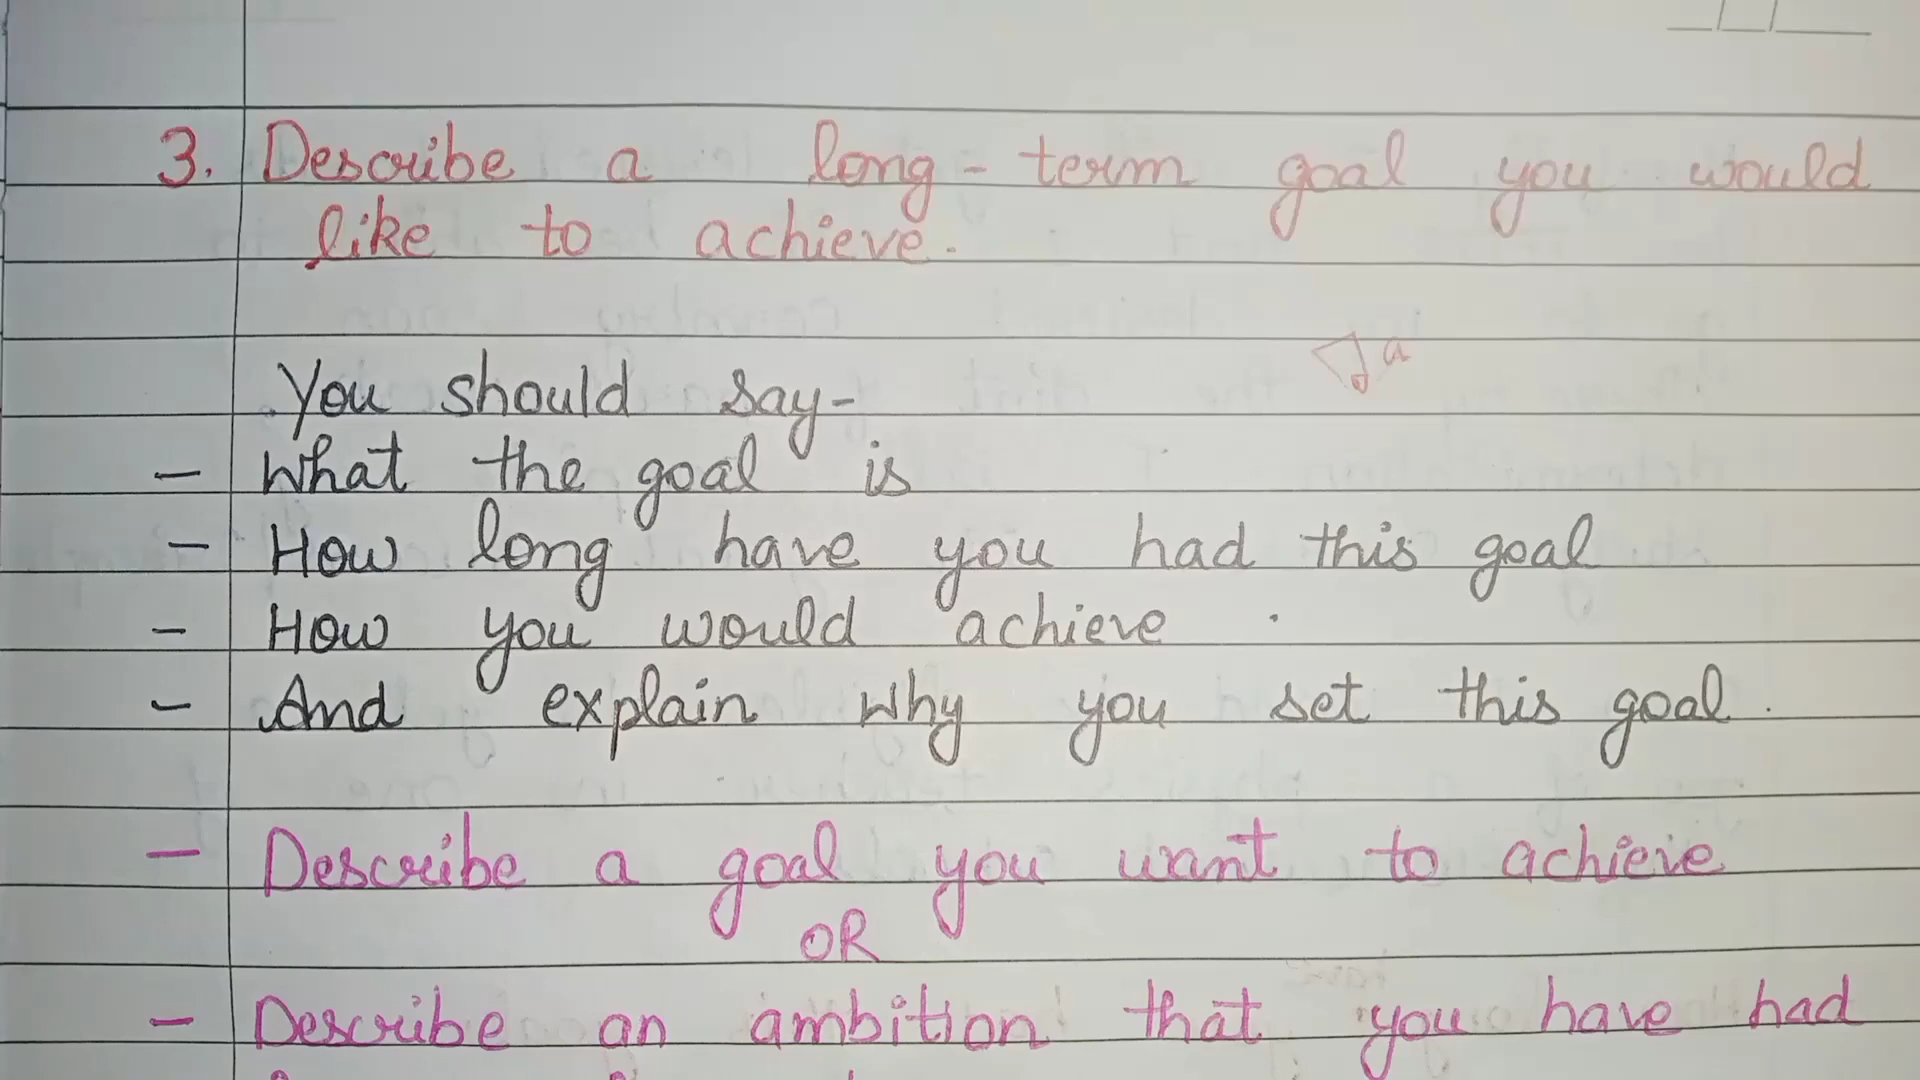 3. Describe a long-term goal you would
like to achieve.
You should say-
- What the goal is
- How long have you had this goal
- How you would achieve .
- And explain why you set this goal.
- Describe a goal you want to achieve
OR
- Describe an ambition that you have had